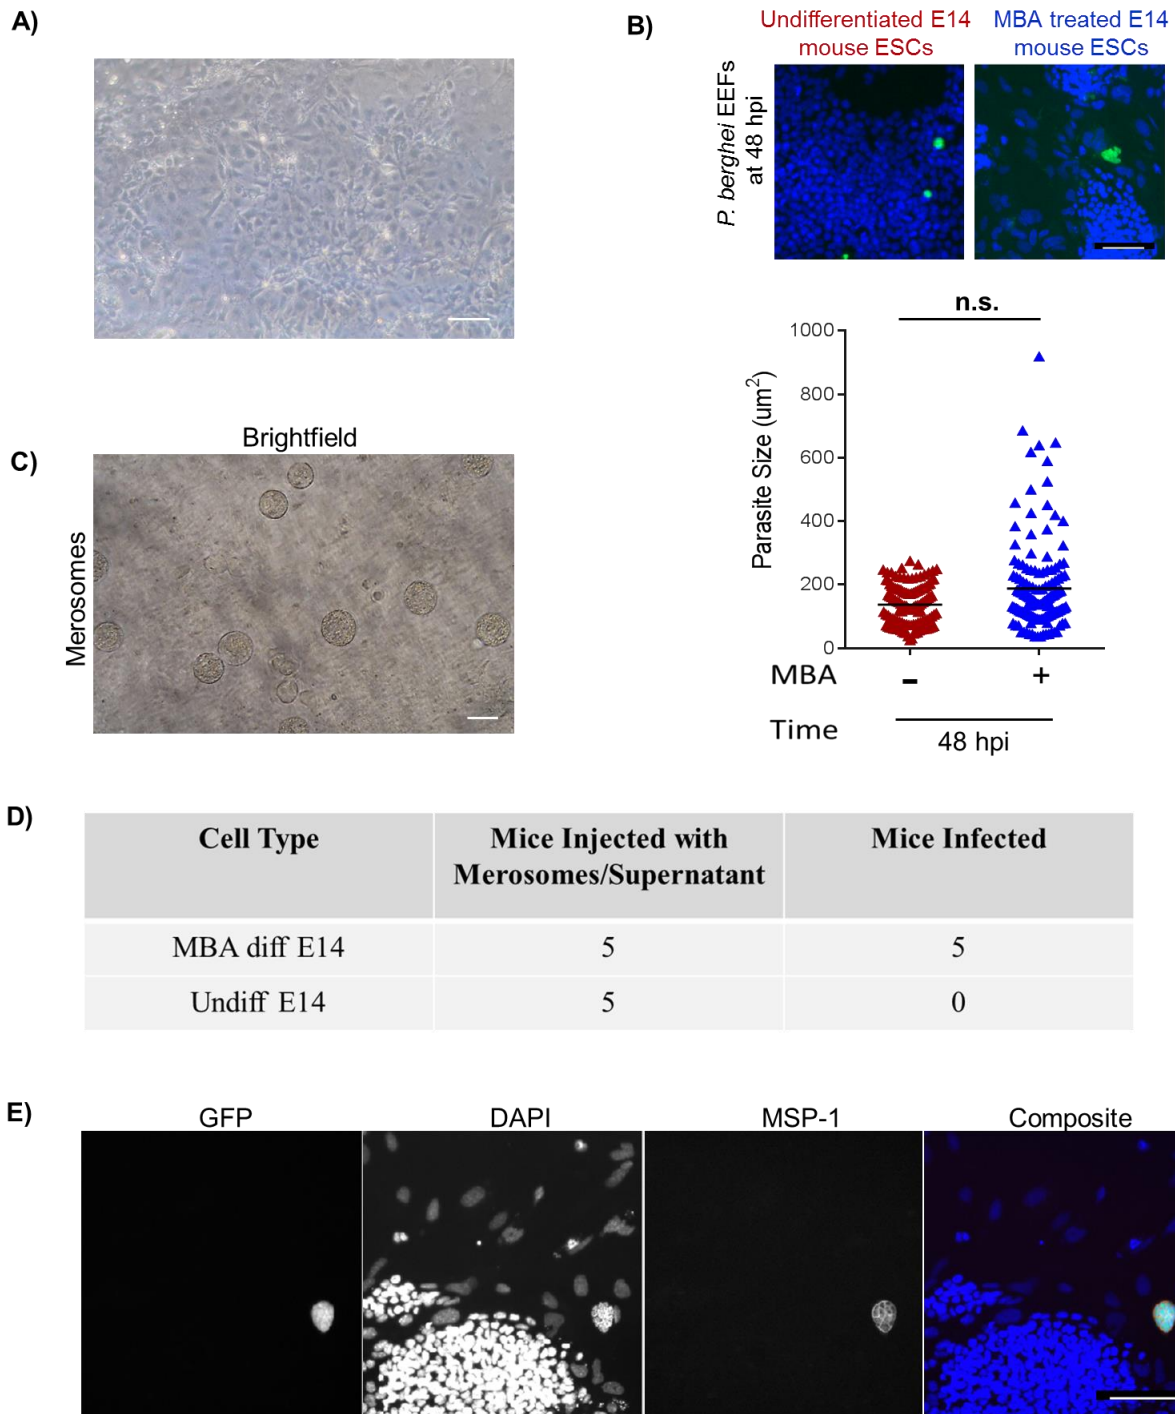 A)
B)
Undifferentiated E14
mouse ESCs
MBA treated E14
mouse ESCs
P. berghei EEFs
at 48 hpi
n.s.
1000
800
600
400
200
0
Parasite Size (um²)
MBA
-
+
Time
48 hpi
C)
Brightfield
Merosomes
D)
Cell Type
Mice Injected with
Merosomes/Supernatant
Mice Infected
MBA diff E14
5
5
Undiff E14
5
0
E)
GFP
DAPI
MSP-1
Composite